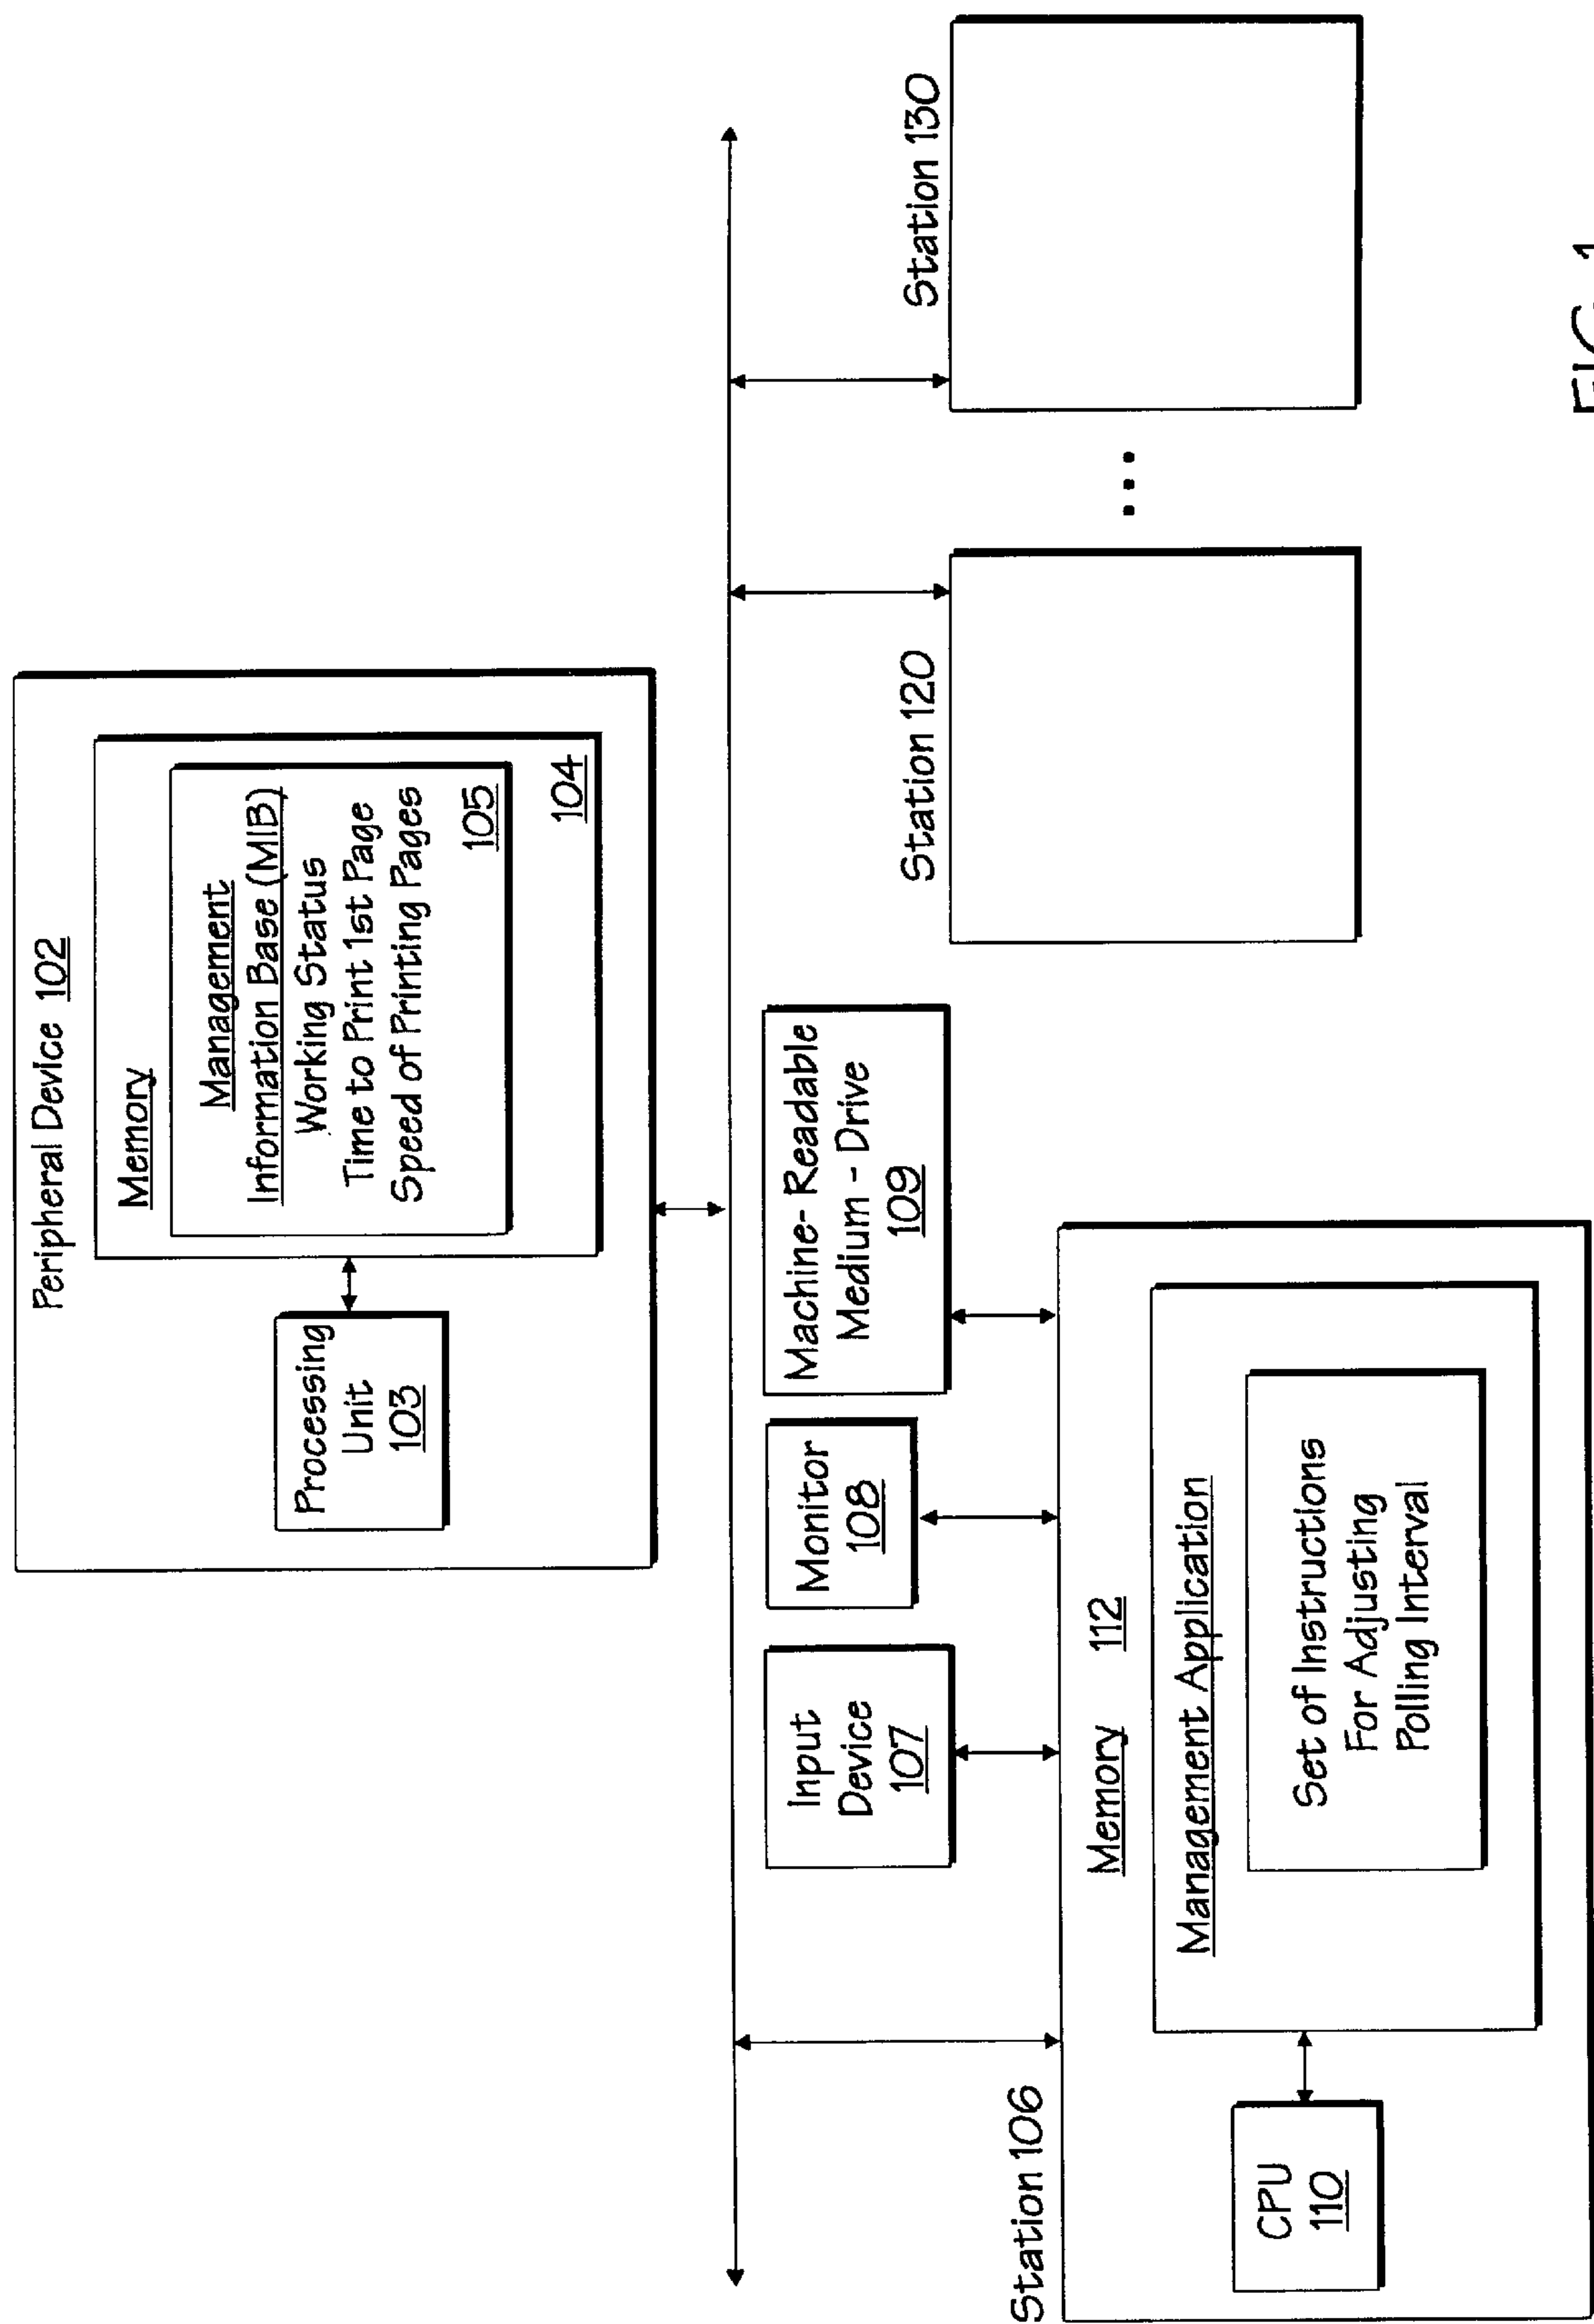 Peripheral Device 102
Memory
Management
Information Base (MIB)
Working Status
Time to Print 1st Page
Speed of Printing Pages
105
104
Processing
Unit
103
Input
Device
107
Monitor
108
Machine-Readable
Medium - Drive
109
Station 106
Memory 112
Management Application
Set of Instructions
For Adjusting
Polling Interval
CPU
110
Station 120
...
Station 130
FIG. 1